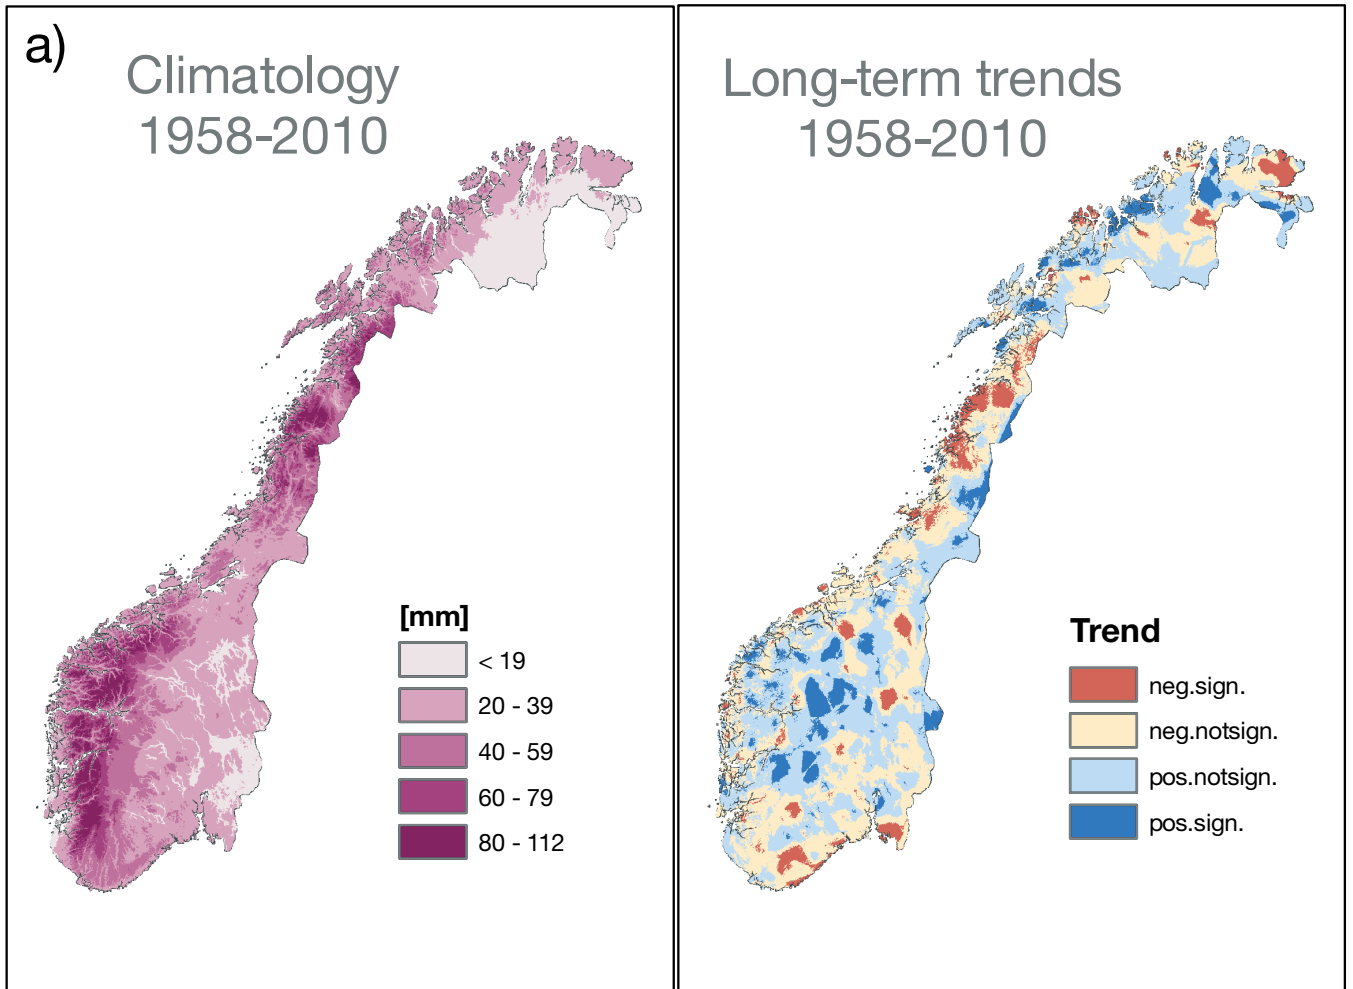 a)
Climatology
1958-2010
[mm]
< 19
20 - 39
40 - 59
60 - 79
80 - 112
Long-term trends
1958-2010
Trend
neg.sign.
neg.notsign.
pos.notsign.
pos.sign.